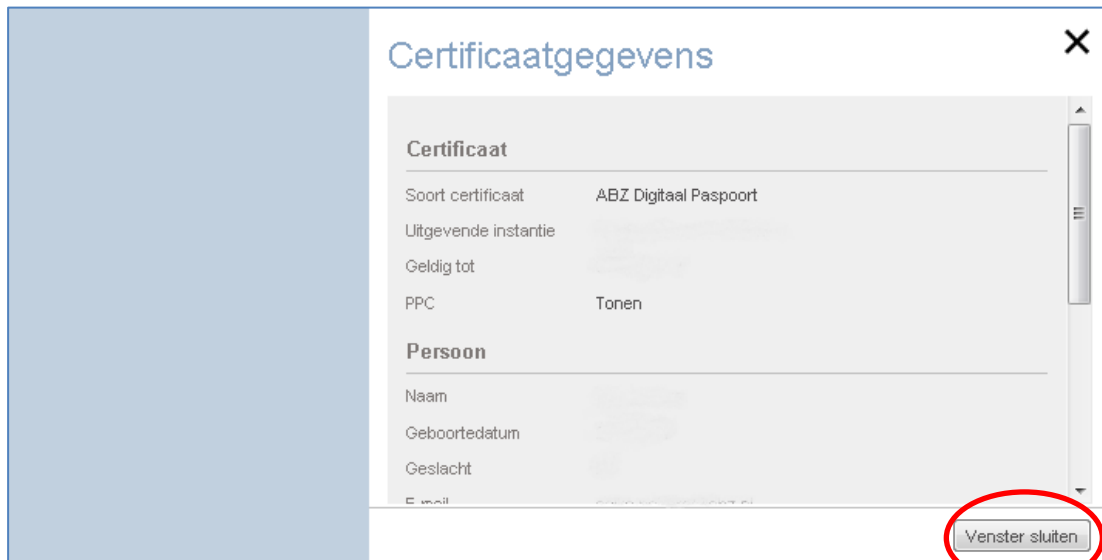 Certificaatgegevens
Certificaat
Soort certificaat ABZ Digitaal Paspoort
Uitgevende instantie
Geldig tot
PPC Tonen
Persoon
Naam
Geboortedatum
Geslacht
E-mail
Venster sluiten